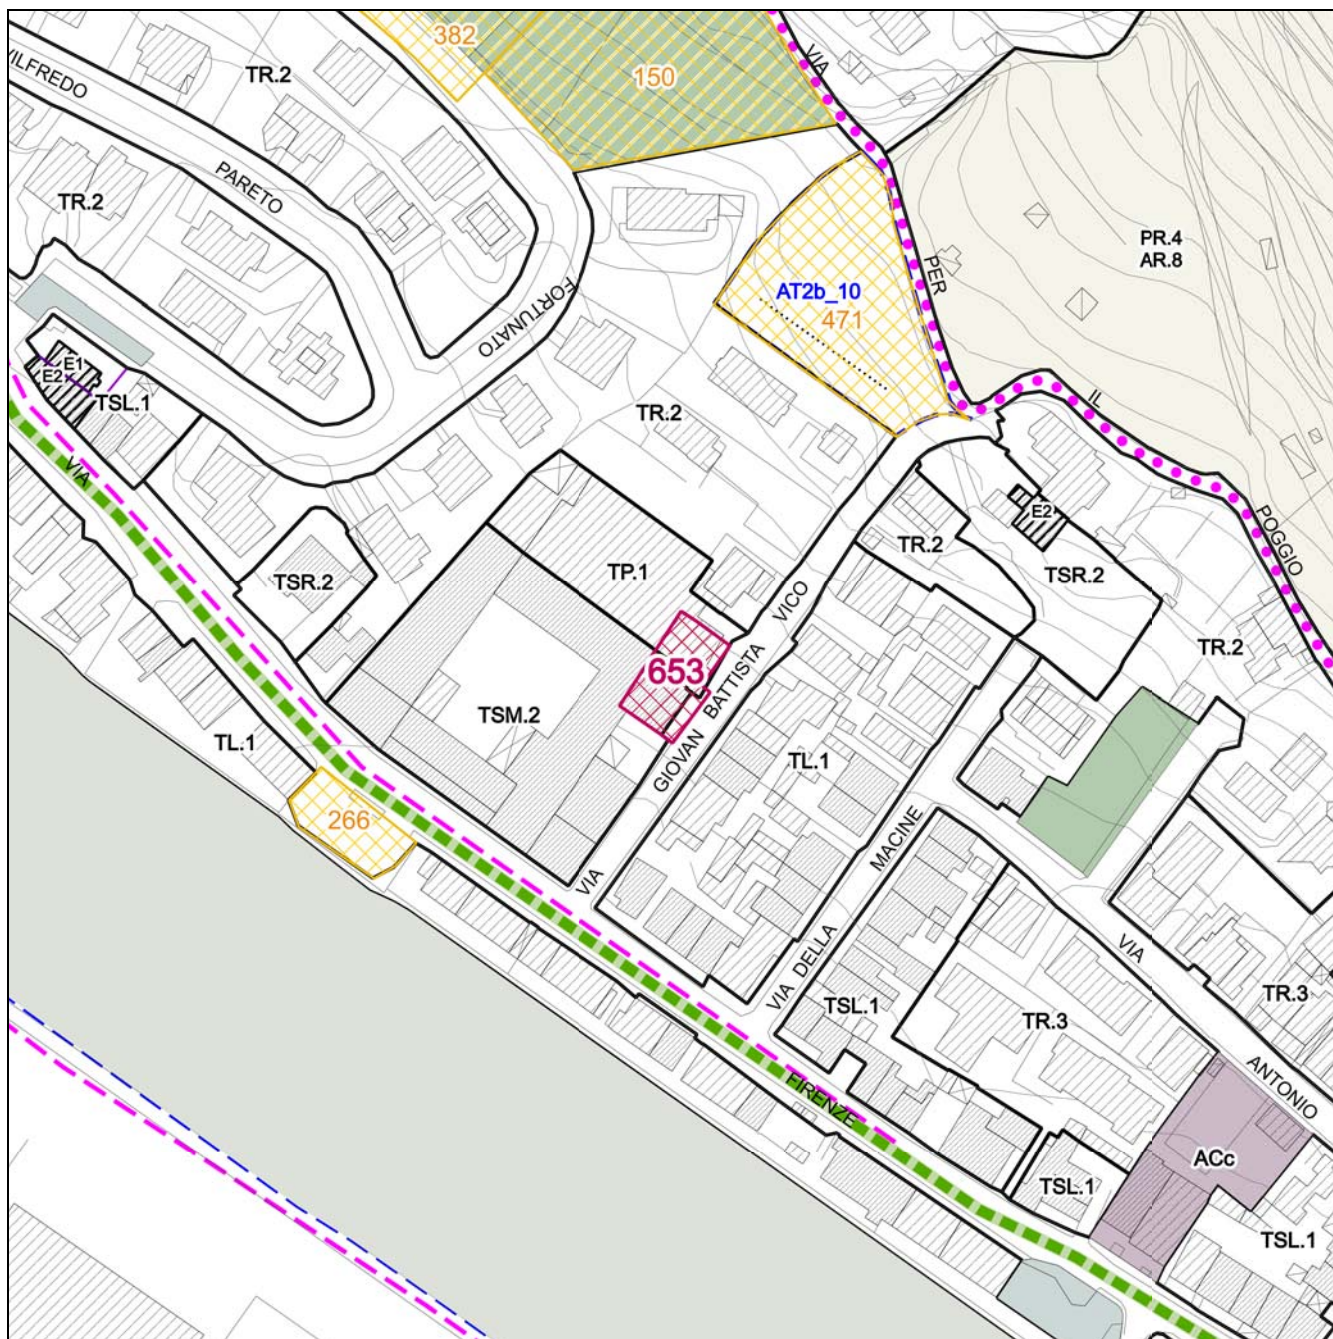 382
150
VIA
TR.2
VILFREDO
PARETO
TR.2
PER
PR.4
AR.8
AT2b_10
471
FORTUNATO
E1
E2
TSL.1
TR.2
IL
VIA
E2
POGGIO
TR.2
TSR.2
TP.1
TSR.2
VICO
TR.2
653
BATTISTA
TSM.2
TL.1
TL.1
GIOVAN
266
MACINE
VIA
VIA
DELLA
VIA
TSL.1
TR.3
TR.3
ANTONIO
FIRENZE
ACc
TSL.1
TSL.1